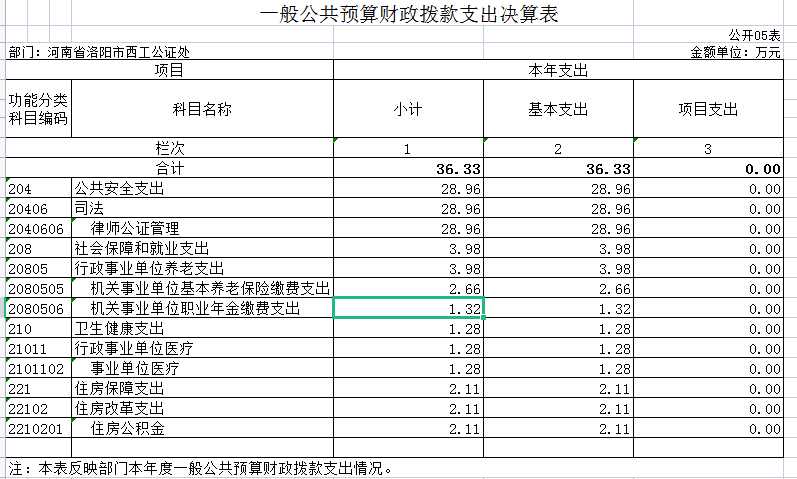 一般公共预算财政拨款支出决算表
公开05表
部门：河南省洛阳市西工公证处 金额单位：万元
项目 本年支出
功能分类科目编码 科目名称 小计 基本支出 项目支出
栏次 1 2 3
合计 36.33 36.33 0.00
204 公共安全支出 28.96 28.96 0.00
20406 司法 28.96 28.96 0.00
2040606 律师公证管理 28.96 28.96 0.00
208 社会保障和就业支出 3.98 3.98 0.00
20805 行政事业单位养老支出 3.98 3.98 0.00
2080505 机关事业单位基本养老保险缴费支出 2.66 2.66 0.00
2080506 机关事业单位职业年金缴费支出 1.32 1.32 0.00
210 卫生健康支出 1.28 1.28 0.00
21011 行政事业单位医疗 1.28 1.28 0.00
2101102 事业单位医疗 1.28 1.28 0.00
221 住房保障支出 2.11 2.11 0.00
22102 住房改革支出 2.11 2.11 0.00
2210201 住房公积金 2.11 2.11 0.00
注：本表反映部门本年度一般公共预算财政拨款支出情况。